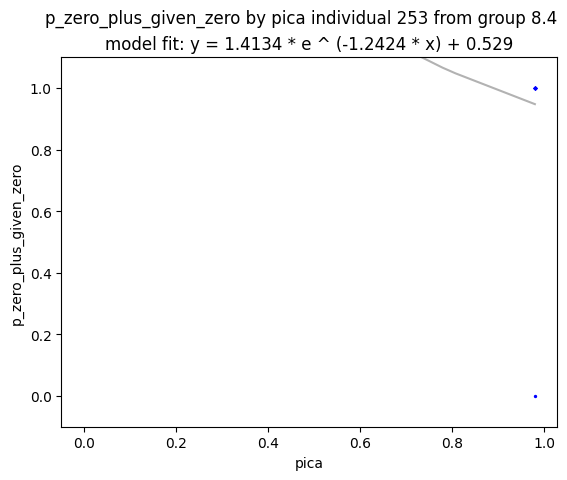 p_zero_plus_given_zero by pica individual 253 from group 8.4
model fit: y = 1.4134 * e ^ (-1.2424 * x) + 0.529
1.0
0.8
0.6
0.4
0.2
0.0
p_zero_plus_given_zero
0.0 0.2 0.4 0.6 0.8 1.0
pica